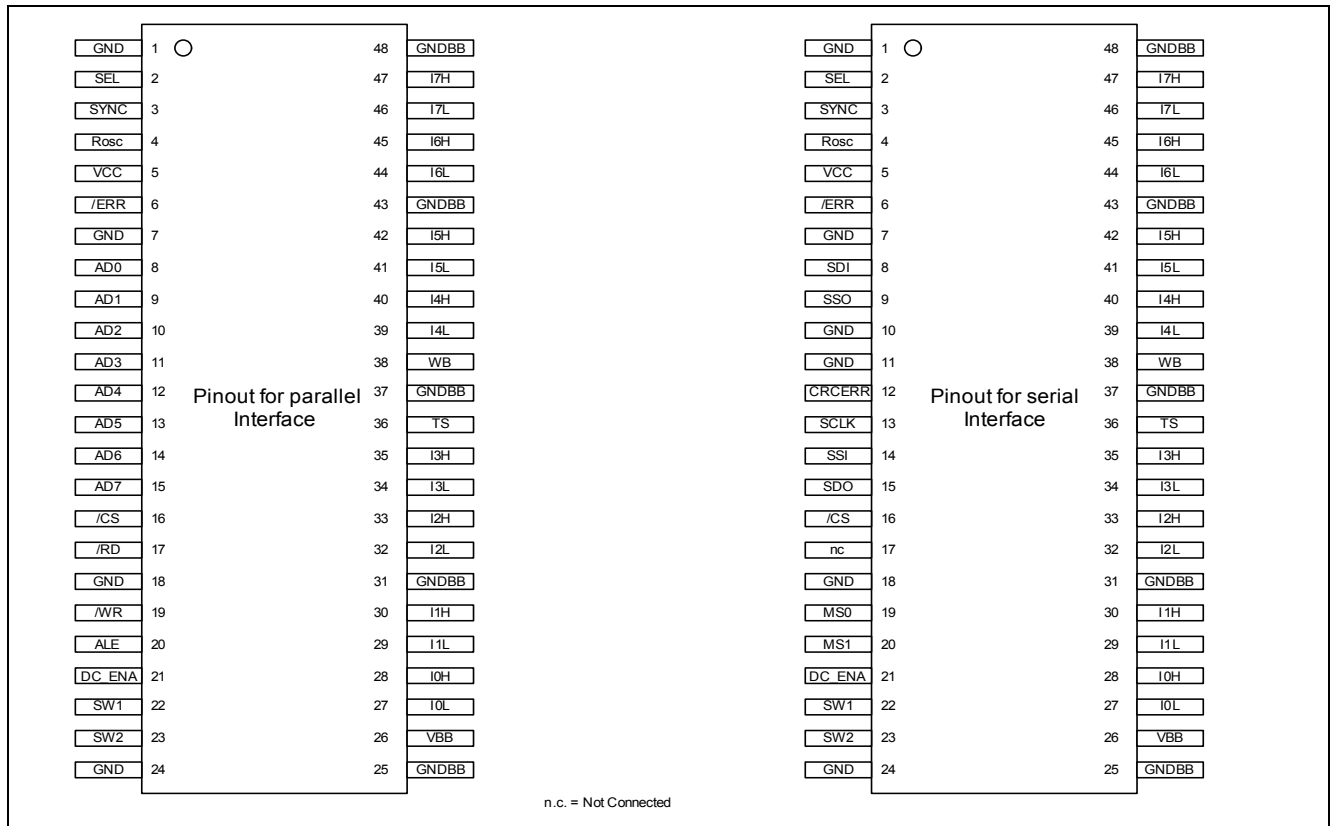 GND 1 48 GNDBB
SEL 2 47 I7H
SYNC 3 46 I7L
Rosc 4 45 I6H
VCC 5 44 I6L
/ERR 6 43 GNDBB
GND 7 42 I5H
AD0 8 41 I5L
AD1 9 40 I4H
AD2 10 39 I4L
AD3 11 38 WB
AD4 12 37 GNDBB
AD5 13 36 TS
AD6 14 35 I3H
AD7 15 34 I3L
/CS 16 33 I2H
/RD 17 32 I2L
GND 18 31 GNDBB
/WR 19 30 I1H
ALE 20 29 I1L
DC_ENA 21 28 I0H
SW1 22 27 I0L
SW2 23 26 VBB
GND 24 25 GNDBB
Pinout for parallel
Interface
GND 1 48 GNDBB
SEL 2 47 I7H
SYNC 3 46 I7L
Rosc 4 45 I6H
VCC 5 44 I6L
/ERR 6 43 GNDBB
GND 7 42 I5H
SDI 8 41 I5L
SSO 9 40 I4H
GND 10 39 I4L
GND 11 38 WB
CRCERR 12 37 GNDBB
SCLK 13 36 TS
SSI 14 35 I3H
SDO 15 34 I3L
/CS 16 33 I2H
nc 17 32 I2L
GND 18 31 GNDBB
MS0 19 30 I1H
MS1 20 29 I1L
DC_ENA 21 28 I0H
SW1 22 27 I0L
SW2 23 26 VBB
GND 24 25 GNDBB
Pinout for serial
Interface
n.c. = Not Connected